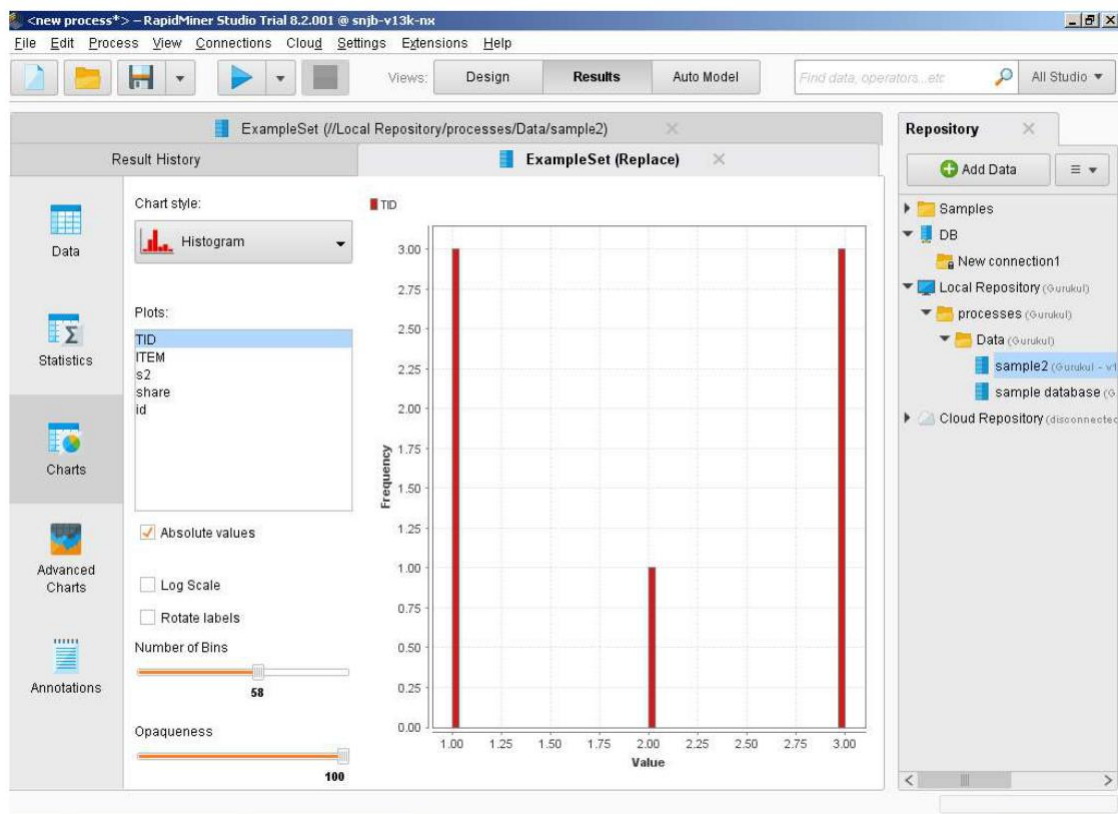 <new process*> – RapidMiner Studio Trial 8.2.001 @ snjb-v13k-nx
File Edit Process View Connections Cloud Settings Extensions Help
Views: Design Results Auto Model Find data, operators...etc All Studio
ExampleSet (//Local Repository/processes/Data/sample2)
Result History ExampleSet (Replace)
Data
Statistics
Charts
Advanced
Charts
Annotations
Chart style:
Histogram
Plots:
TID
ITEM
s2
share
id
Absolute values
Log Scale
Rotate labels
Number of Bins
58
Opaqueness
100
TID
Frequency
3.00
2.75
2.50
2.25
2.00
1.75
1.50
1.25
1.00
0.75
0.50
0.25
0.00
1.00 1.25 1.50 1.75 2.00 2.25 2.50 2.75 3.00
Value
Repository
Add Data
Samples
DB
New connection1
Local Repository (Gurukul)
processes (Gurukul)
Data (Gurukul)
sample2 (Gurukul - v1
sample database (G
Cloud Repository (disconnected